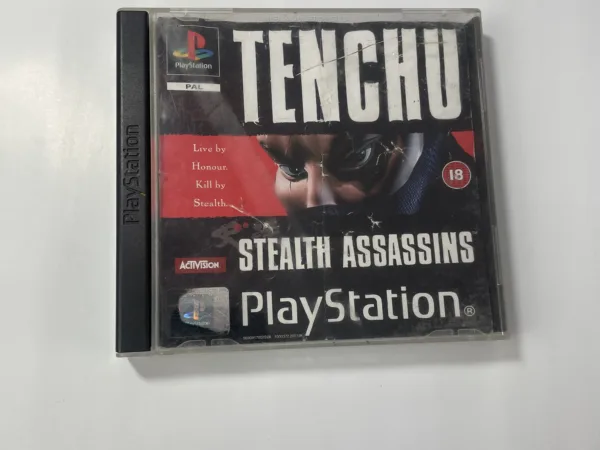 PlayStation
PlayStation
PAL
TENCHU
Live by
Honour.
Kill by
Stealth.
18
ACTIVISION
STEALTH ASSASSINS
PlayStation®